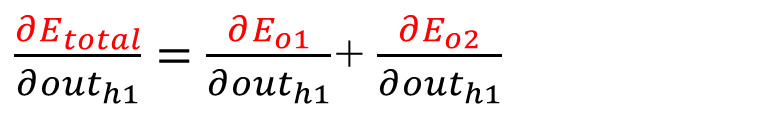 ∂E_total/∂out_h1 = ∂E_o1/∂out_h1 + ∂E_o2/∂out_h1